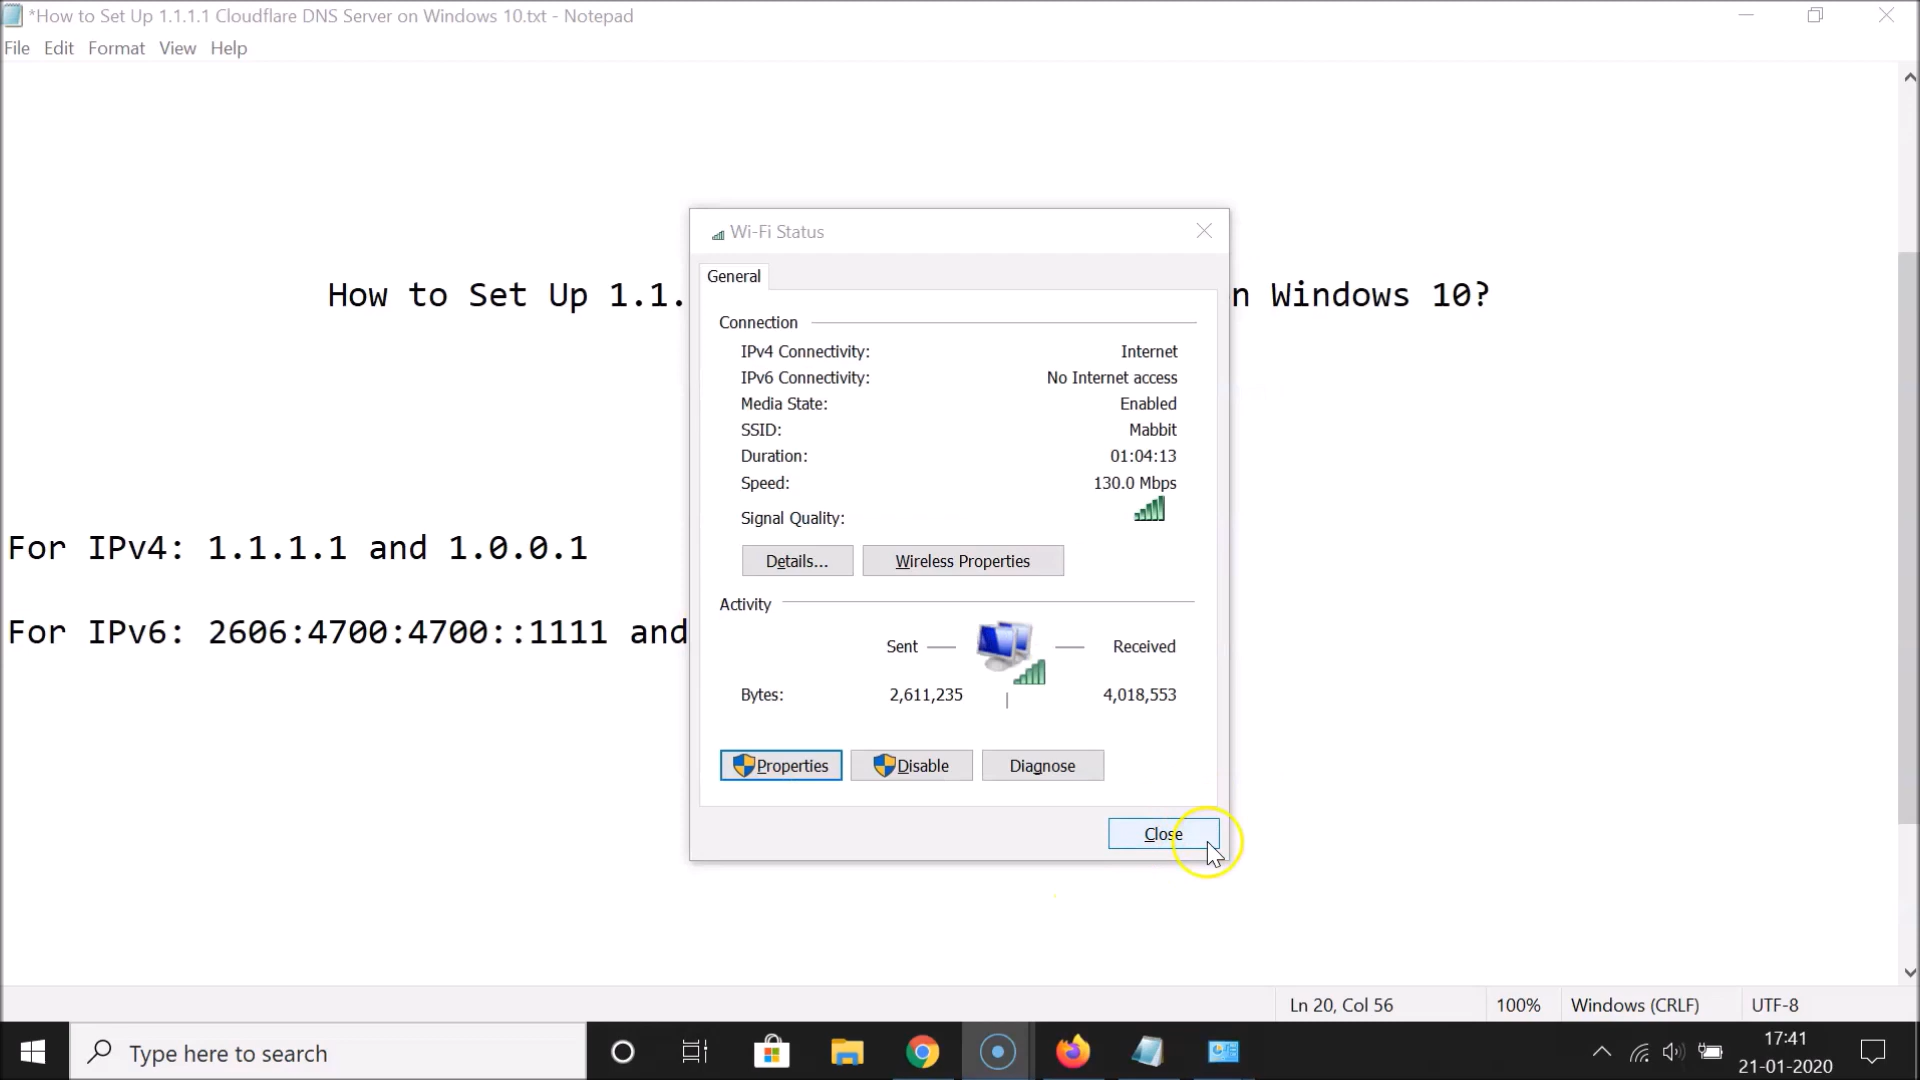 *How to Set Up 1.1.1.1 Cloudflare DNS Server on Windows 10.txt - Notepad
File Edit Format View Help
Wi-Fi Status
General
How to Set Up 1.1. n Windows 10?
Connection
IPv4 Connectivity: Internet
IPv6 Connectivity: No Internet access
Media State: Enabled
SSID: Mabbit
Duration: 01:04:13
Speed: 130.0 Mbps
Signal Quality:
For IPv4: 1.1.1.1 and 1.0.0.1
Details... Wireless Properties
Activity
For IPv6: 2606:4700:4700::1111 and
Sent Received
Bytes: 2,611,235 4,018,553
Properties Disable Diagnose
Close
Ln 20, Col 56 100% Windows (CRLF) UTF-8
Type here to search
17:41
21-01-2020